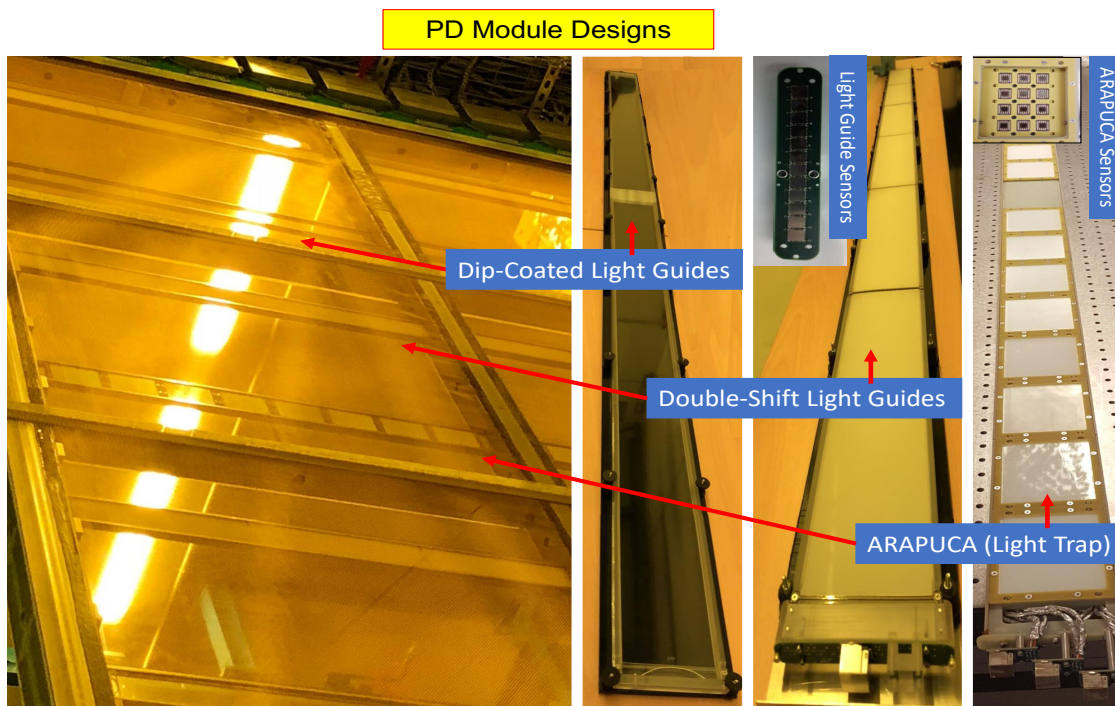 PD Module Designs
Light Guide Sensors
ARAPUCA Sensors
Dip-Coated Light Guides
Double-Shift Light Guides
ARAPUCA (Light Trap)